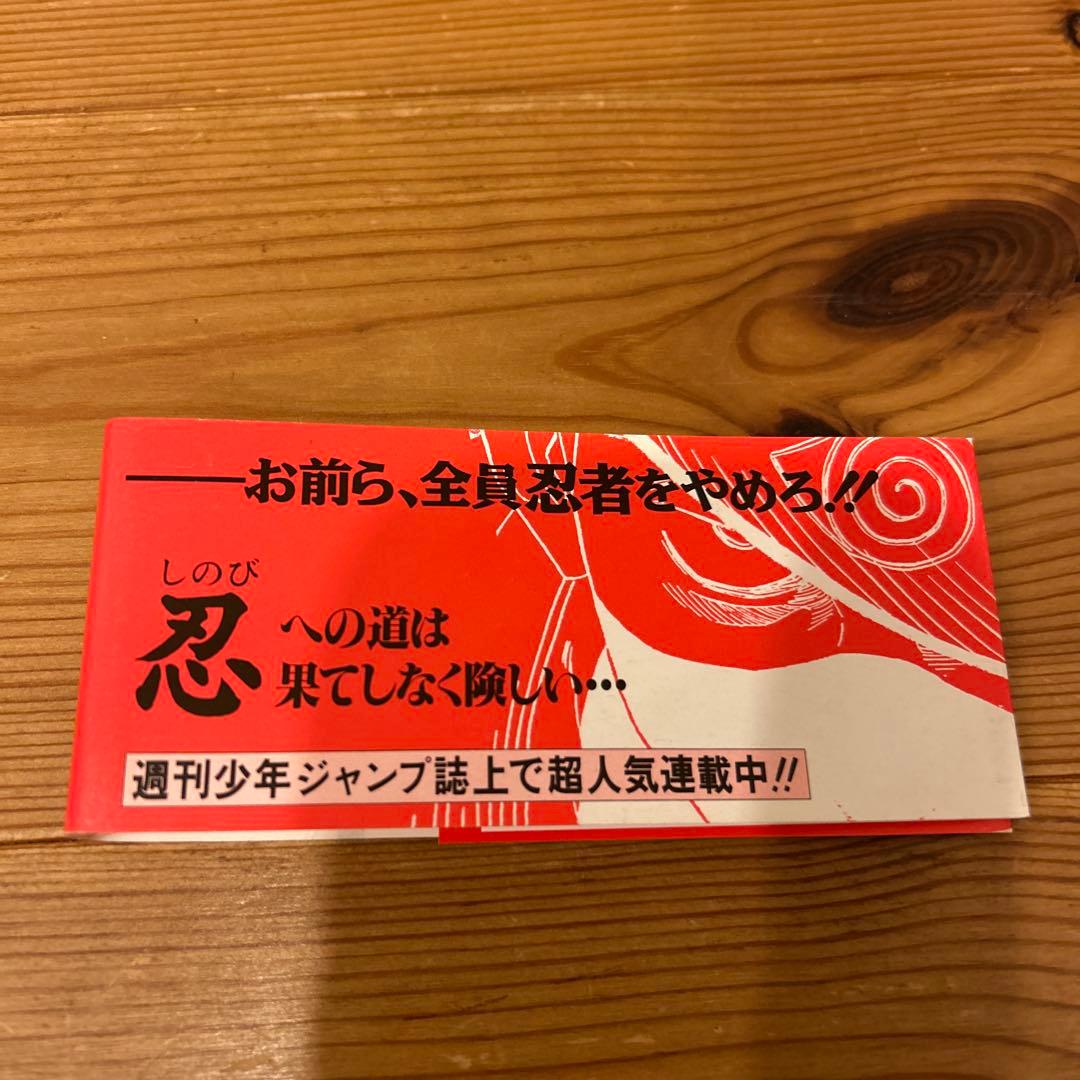 ──お前ら、全員忍者をやめろ!!
しのび
忍への道は
果てしなく険しい…
週刊少年ジャンプ誌上で超人気連載中!!